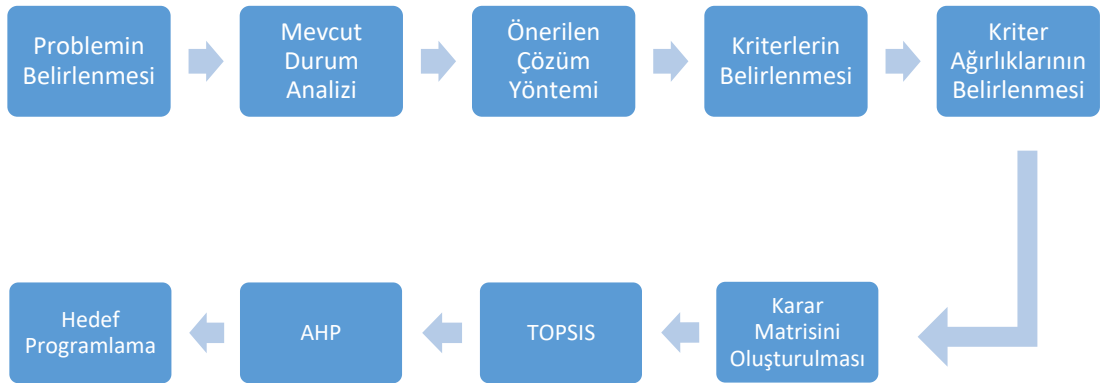 Problemin
Belirlenmesi
Mevcut
Durum
Analizi
Önerilen
Çözüm
Yöntemi
Kriterlerin
Belirlenmesi
Kriter
Ağırlıklarının
Belirlenmesi
Karar
Matrisini
Oluşturulması
TOPSIS
AHP
Hedef
Programlama